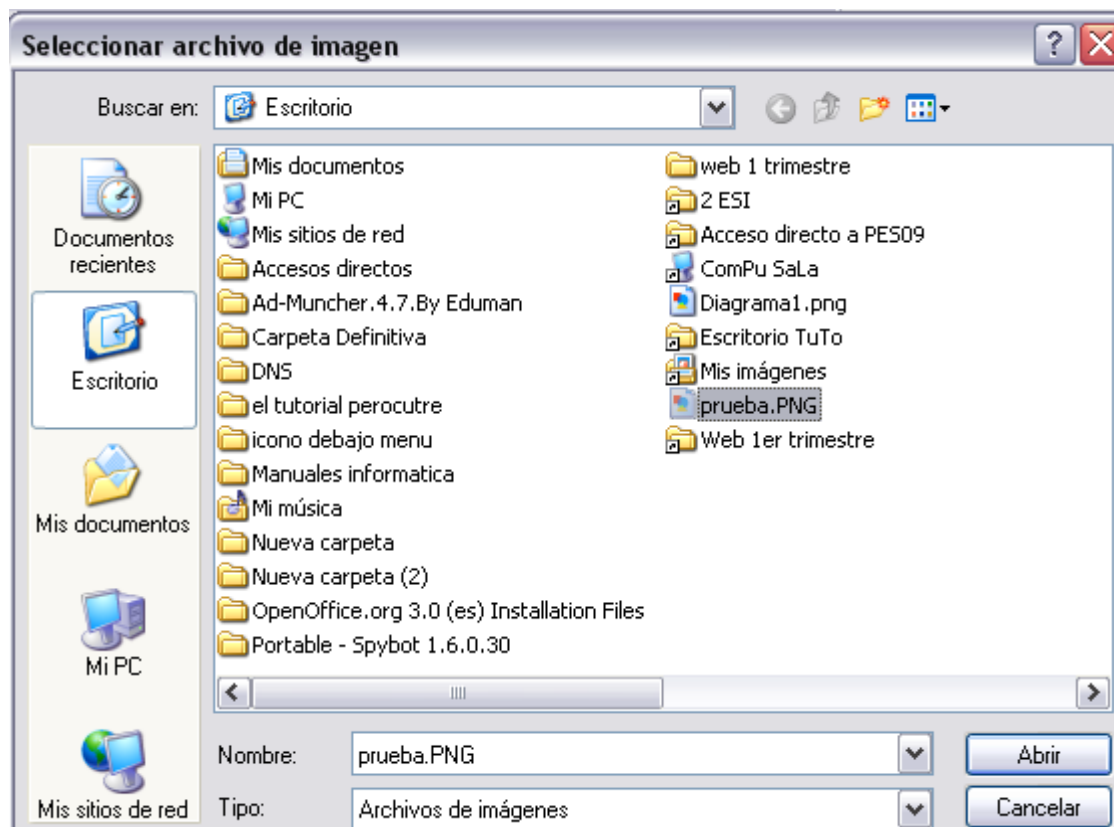 Seleccionar archivo de imagen
Buscar en: Escritorio
Documentos
recientes
Escritorio
Mis documentos
Mi PC
Mis sitios de red
Mis documentos
Mi PC
Mis sitios de red
Accesos directos
Ad-Muncher.4.7.By Eduman
Carpeta Definitiva
DNS
el tutorial perocutre
icono debajo menu
Manuales informatica
Mi música
Nueva carpeta
Nueva carpeta (2)
OpenOffice.org 3.0 (es) Installation Files
Portable - Spybot 1.6.0.30
web 1 trimestre
2 ESI
Acceso directo a PES09
ComPu SaLa
Diagrama1.png
Escritorio TuTo
Mis imágenes
prueba.PNG
Web 1er trimestre
Nombre: prueba.PNG Abrir
Tipo: Archivos de imágenes Cancelar